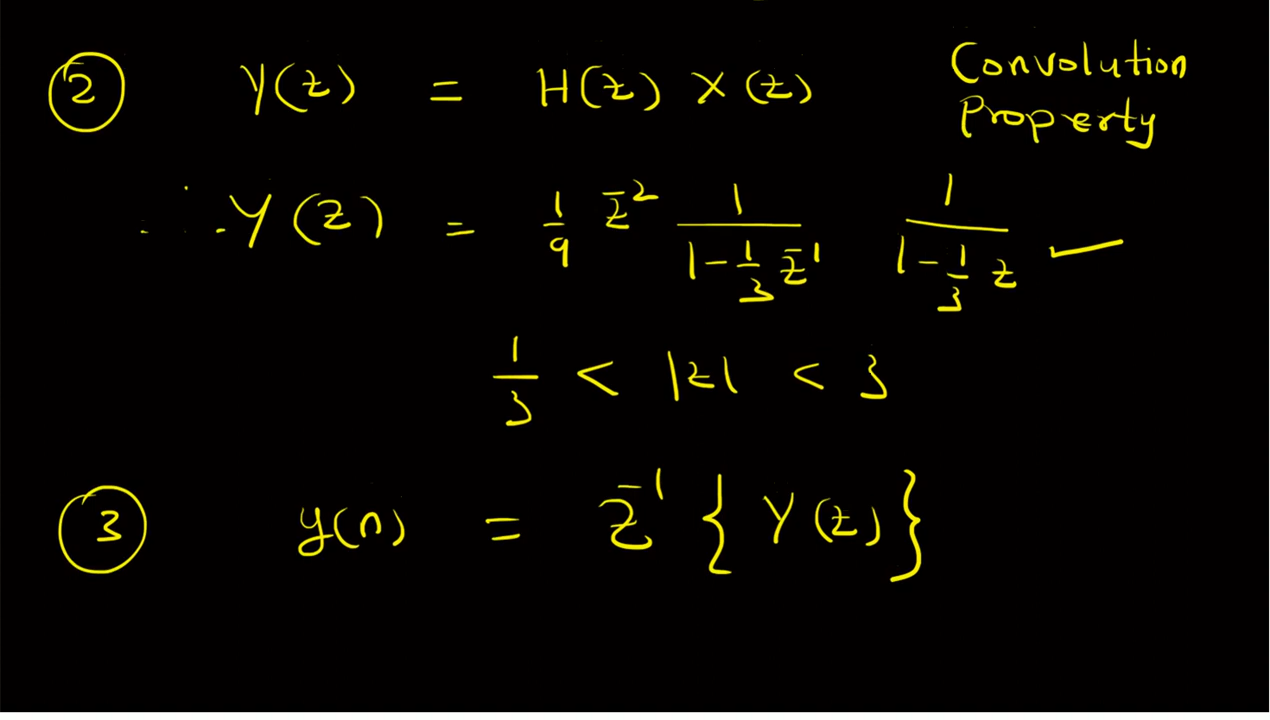 ② Y(z) = H(z) X(z) Convolution Property
∴ Y(z) = 1/9 z⁻² 1/(1 - 1/3 z⁻¹) 1/(1 - 1/3 z) ✓
1/3 < |z| < 3
③ y(n) = Z⁻¹ { Y(z) }